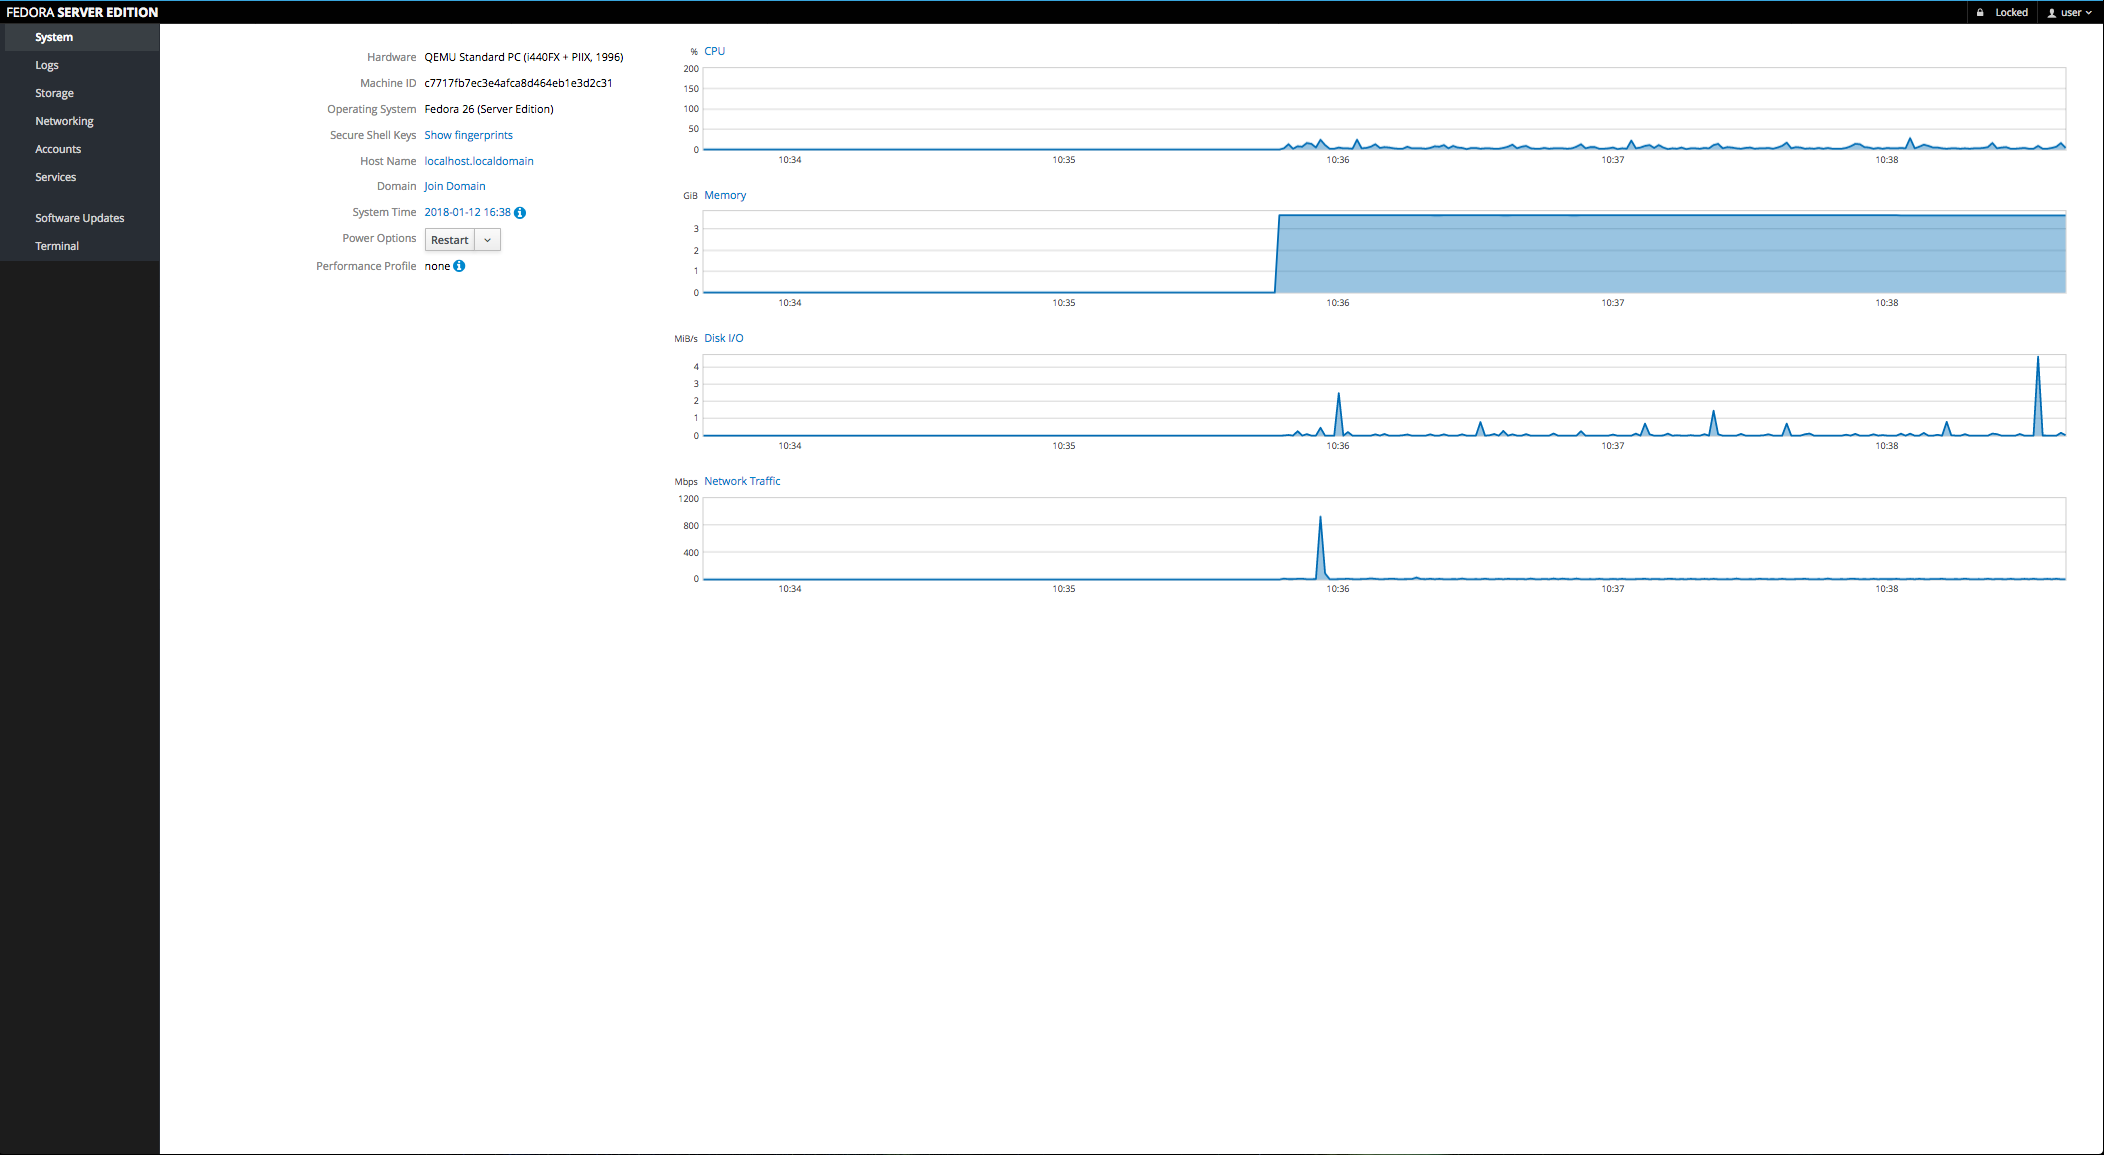 FEDORA SERVER EDITION
Locked
user
System
Logs
Storage
Networking
Accounts
Services
Software Updates
Terminal
Hardware QEMU Standard PC (i440FX + PIIX, 1996)
Machine ID c7717fb7ec3e4afca8d464eb1e3d2c31
Operating System Fedora 26 (Server Edition)
Secure Shell Keys Show fingerprints
Host Name localhost.localdomain
Domain Join Domain
System Time 2018-01-12 16:38
Power Options Restart
Performance Profile none
% CPU
200
150
100
50
0
10:34 10:35 10:36 10:37 10:38
GiB Memory
3
2
1
0
10:34 10:35 10:36 10:37 10:38
MiB/s Disk I/O
4
3
2
1
0
10:34 10:35 10:36 10:37 10:38
Mbps Network Traffic
1200
800
400
0
10:34 10:35 10:36 10:37 10:38